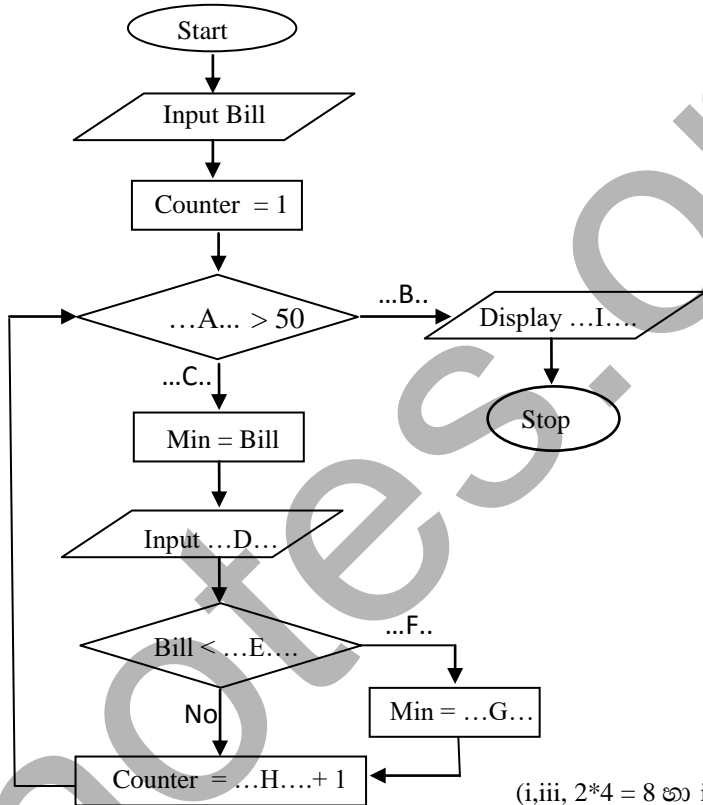 Start
Input Bill
Counter = 1
...A... > 50
...B..
Display ...I....
...C..
Stop
Min = Bill
Input ...D...
Bill < ...E....
...F..
No
Min = ...G...
Counter = ...H....+ 1
(i,iii, 2*4 = 8 හා i